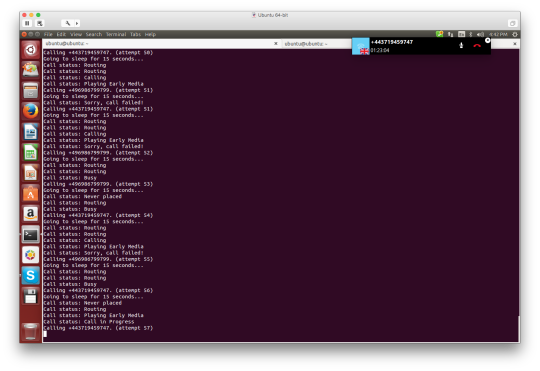 Ubuntu 64-bit
File Edit View Search Terminal Tabs Help
4:42 PM
ubuntu@ubuntu: ~
ubuntu@ubuntu: ~
+443719459747
01:23:04
Calling +443719459747. (attempt 50)
Going to sleep for 15 seconds...
Call status: Routing
Call status: Routing
Call status: Calling
Call status: Playing Early Media
Calling +496986799799. (attempt 51)
Going to sleep for 15 seconds...
Call status: Sorry, call failed!
Calling +443719459747. (attempt 51)
Going to sleep for 15 seconds...
Call status: Routing
Call status: Routing
Call status: Calling
Call status: Playing Early Media
Call status: Sorry, call failed!
Calling +496986799799. (attempt 52)
Going to sleep for 15 seconds...
Call status: Routing
Call status: Routing
Call status: Busy
Calling +496986799799. (attempt 53)
Going to sleep for 15 seconds...
Call status: Never placed
Call status: Routing
Call status: Busy
Calling +443719459747. (attempt 54)
Going to sleep for 15 seconds...
Call status: Routing
Call status: Routing
Call status: Calling
Call status: Playing Early Media
Call status: Sorry, call failed!
Calling +496986799799. (attempt 55)
Going to sleep for 15 seconds...
Call status: Routing
Call status: Routing
Call status: Busy
Calling +443719459747. (attempt 56)
Going to sleep for 15 seconds...
Call status: Never placed
Call status: Routing
Call status: Playing Early Media
Call status: Call in Progress
Calling +443719459747. (attempt 57)